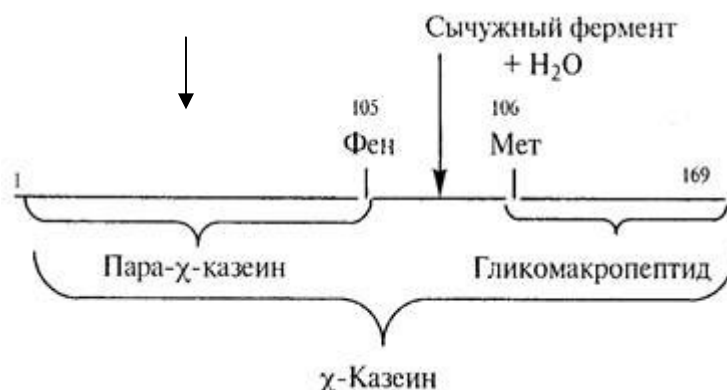 Сычужный фермент
+ H₂O
105 106
Фен Мет
1 169
Пара-χ-казеин Гликомакропептид
χ-Казеин